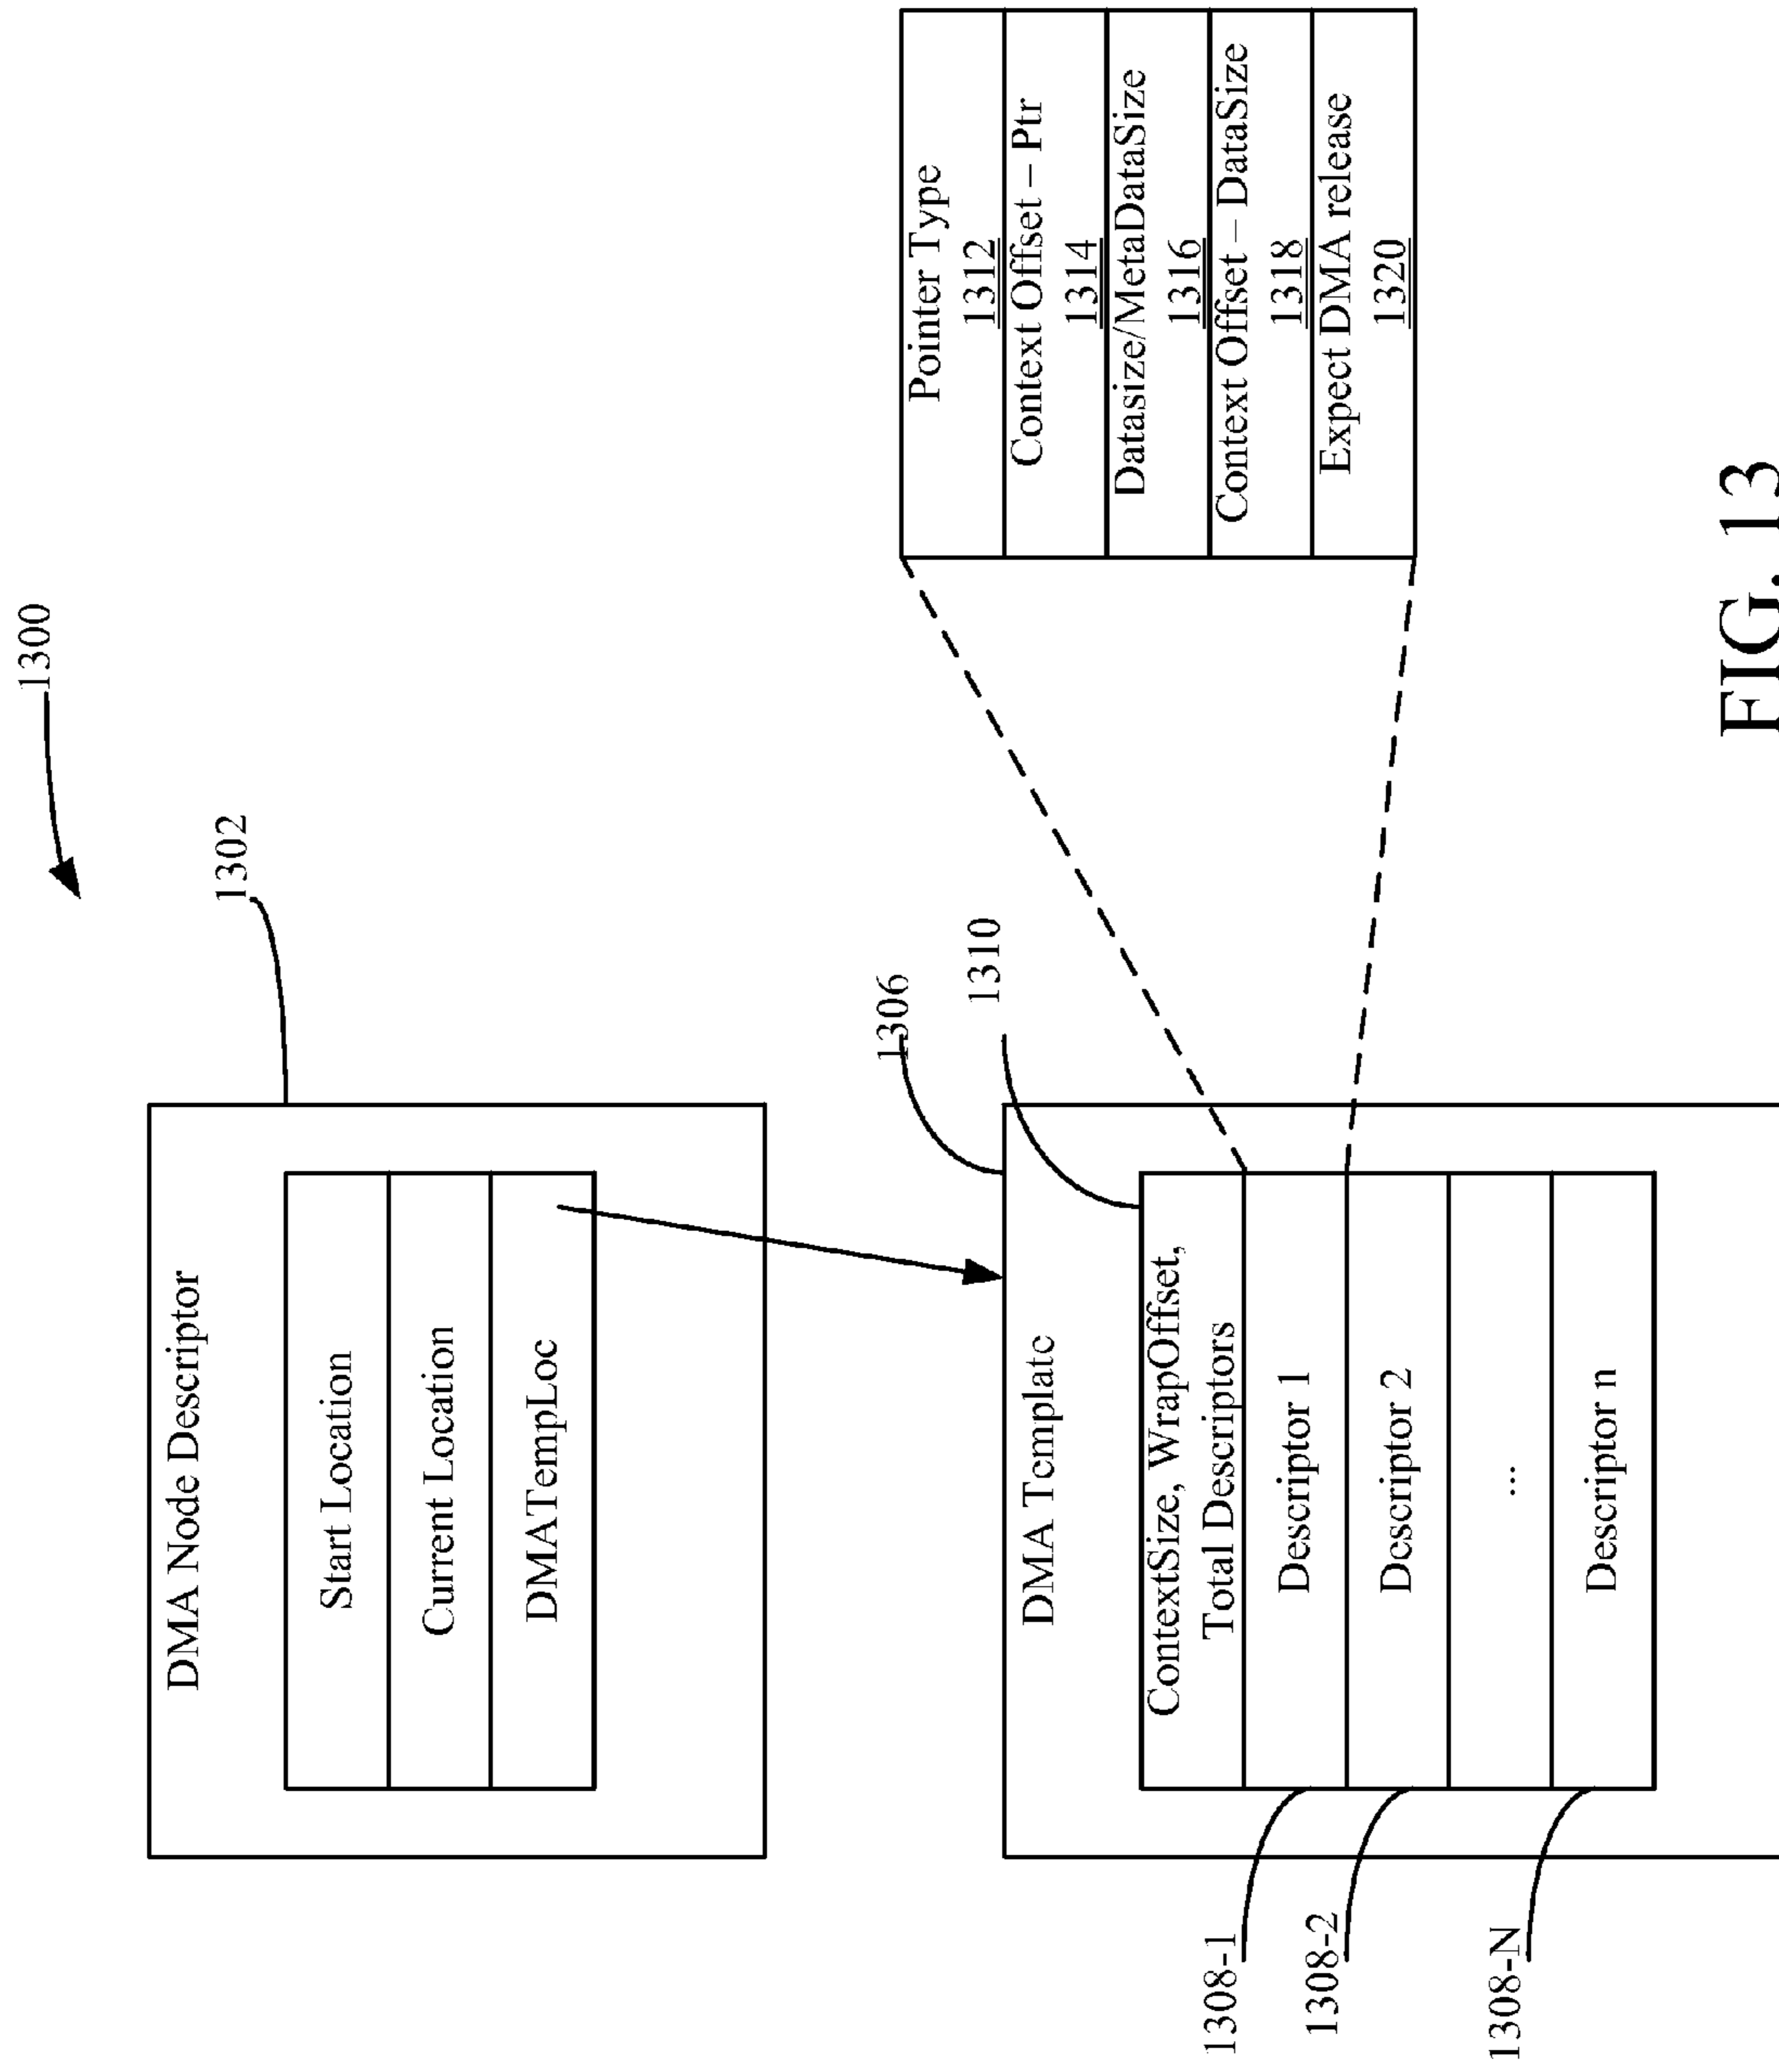 1300
1302
DMA Node Descriptor
Start Location
Current Location
DMATempLoc
1306
1310
DMA Template
ContextSize, WrapOffset,
Total Descriptors
Descriptor 1
Descriptor 2
...
Descriptor n
1308-1
1308-2
1308-N
Pointer Type
1312
Context Offset – Ptr
1314
Datasize/MetaDataSize
1316
Context Offset – DataSize
1318
Expect DMA release
1320
FIG. 13